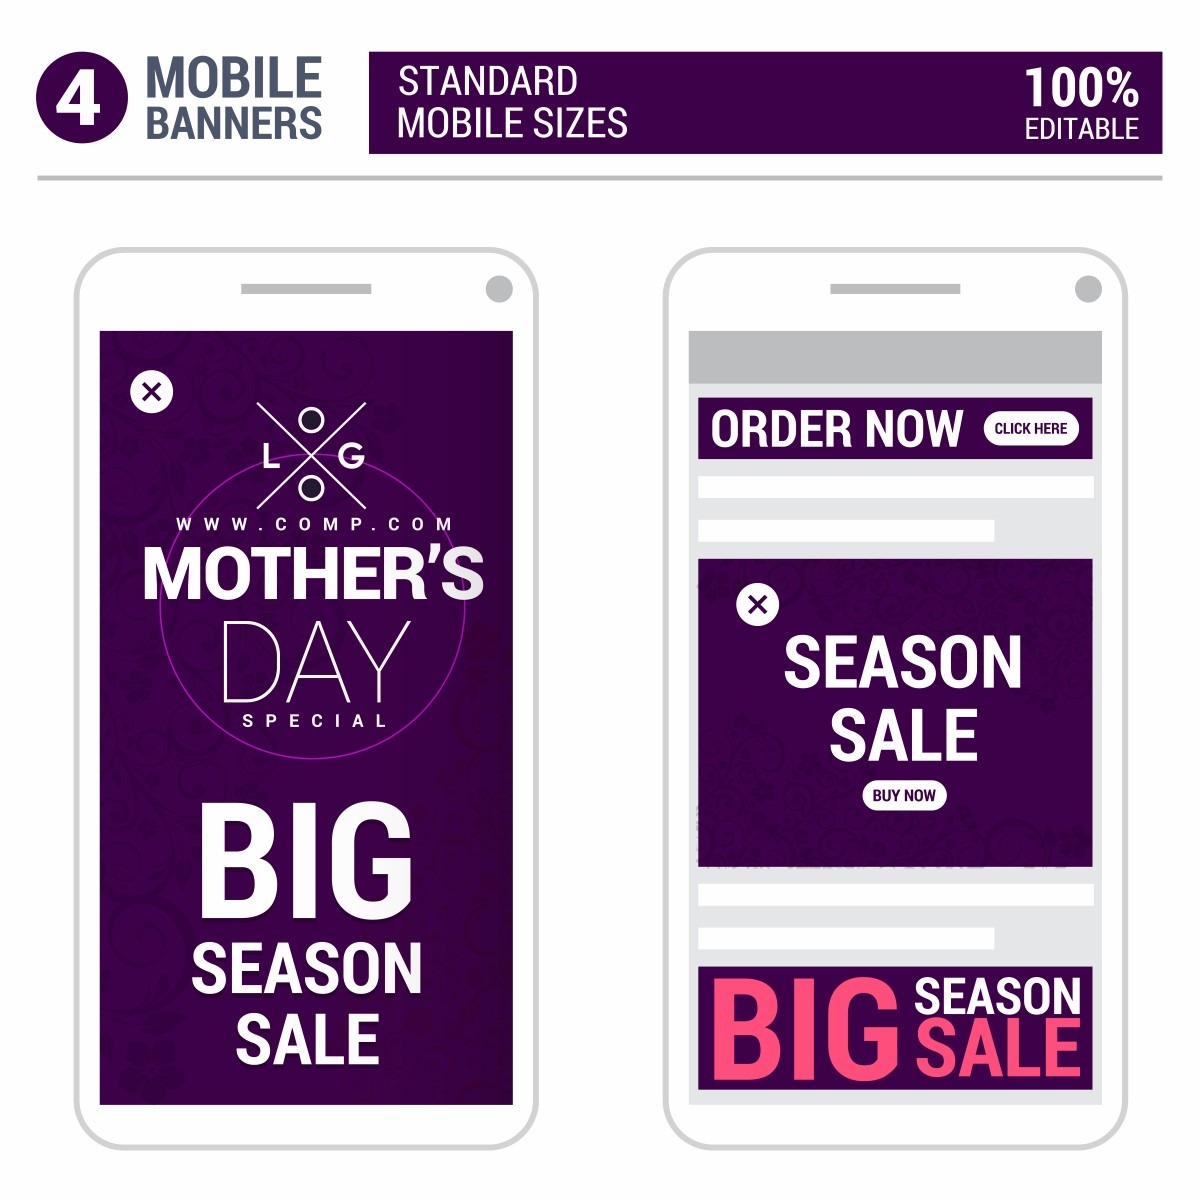 4
MOBILE
BANNERS
STANDARD
MOBILE SIZES
100%
EDITABLE
L G
WWW.COMP.COM
MOTHER'S
DAY
SPECIAL
BIG
SEASON
SALE
ORDER NOW
CLICK HERE
SEASON
SALE
BUY NOW
BIG
SEASON
SALE